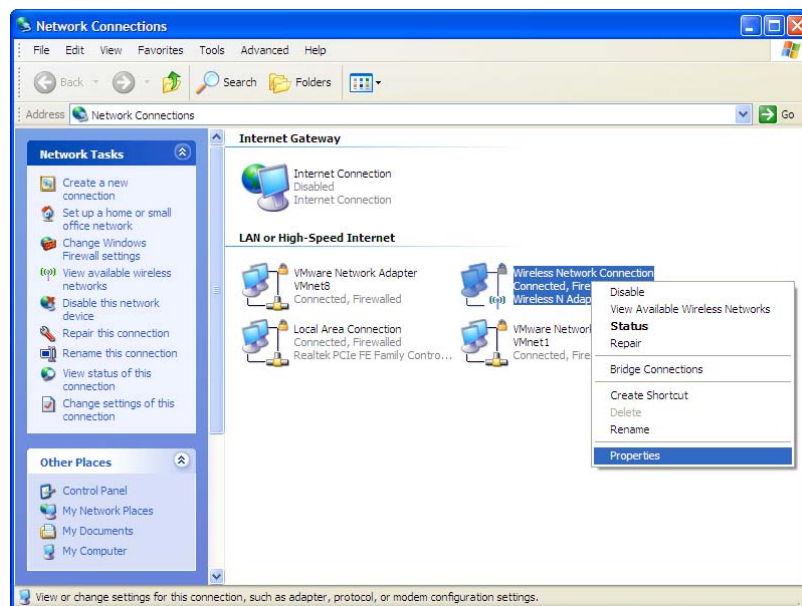 Network Connections
File Edit View Favorites Tools Advanced Help
Back Search Folders
Address Network Connections Go
Network Tasks
Create a new
connection
Set up a home or small
office network
Change Windows
Firewall settings
View available wireless
networks
Disable this network
device
Repair this connection
Rename this connection
View status of this
connection
Change settings of this
connection
Other Places
Control Panel
My Network Places
My Documents
My Computer
Internet Gateway
Internet Connection
Disabled
Internet Connection
LAN or High-Speed Internet
VMware Network Adapter
VMnet8
Connected, Firewalled
Wireless Network Connection
Connected, Fire
Wireless N Adap
Local Area Connection
Connected, Firewalled
Realtek PCIe FE Family Contro...
VMware Network
VMnet1
Connected, Fire
Disable
View Available Wireless Networks
Status
Repair
Bridge Connections
Create Shortcut
Delete
Rename
Properties
View or change settings for this connection, such as adapter, protocol, or modem configuration settings.